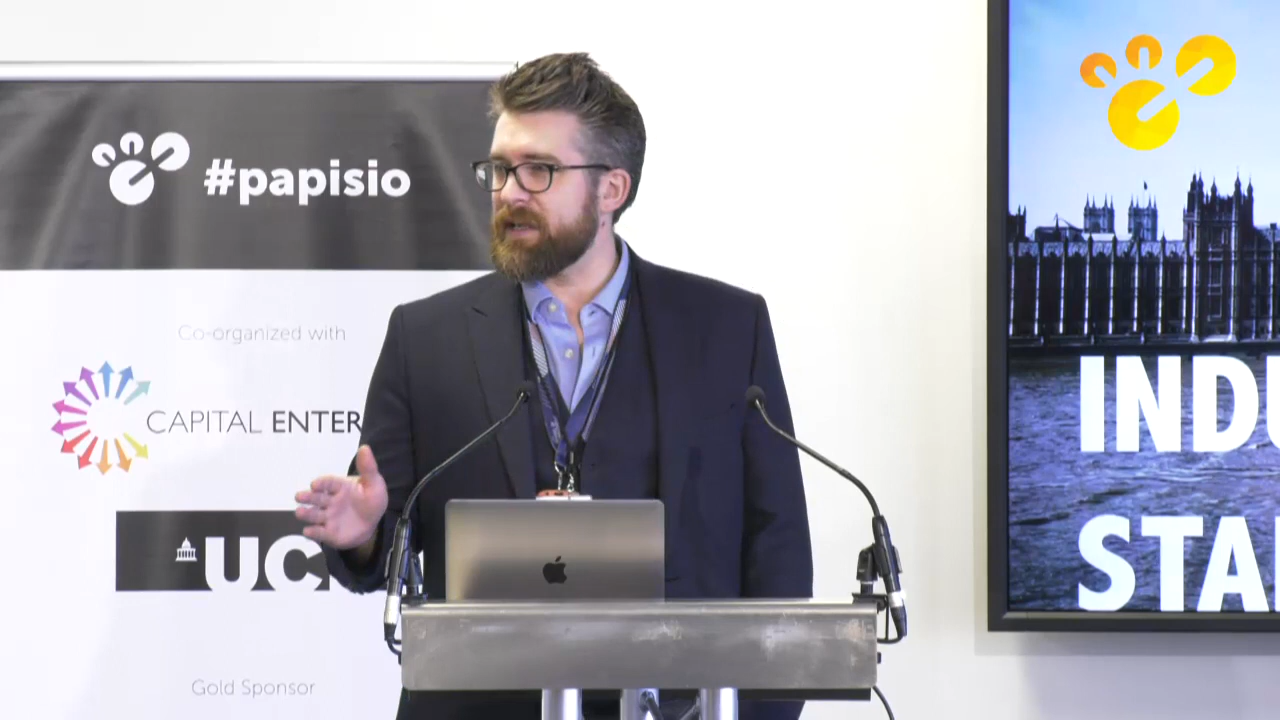 #papisio
Co-organized with
CAPITAL ENTER
UC
Gold Sponsor
INDU
STA